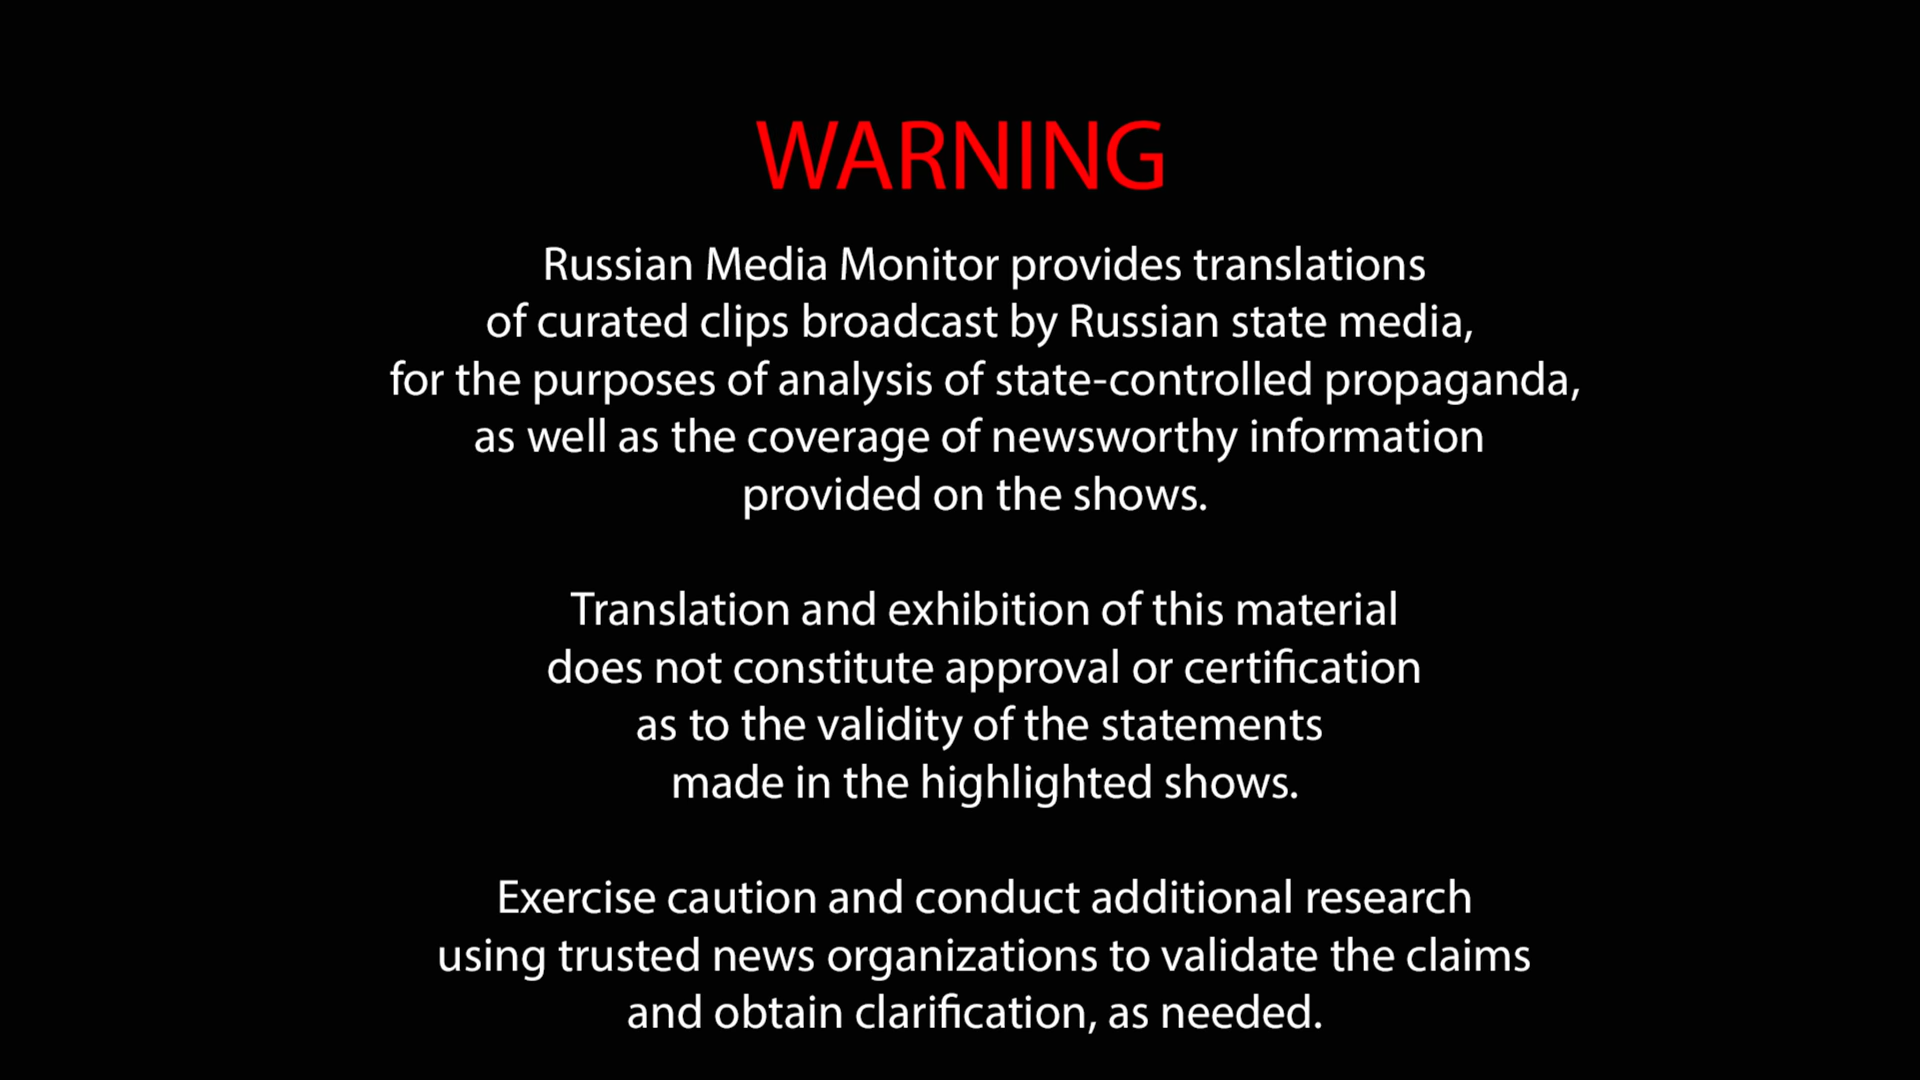 WARNING
Russian Media Monitor provides translations
of curated clips broadcast by Russian state media,
for the purposes of analysis of state-controlled propaganda,
as well as the coverage of newsworthy information
provided on the shows.
Translation and exhibition of this material
does not constitute approval or certification
as to the validity of the statements
made in the highlighted shows.
Exercise caution and conduct additional research
using trusted news organizations to validate the claims
and obtain clarification, as needed.